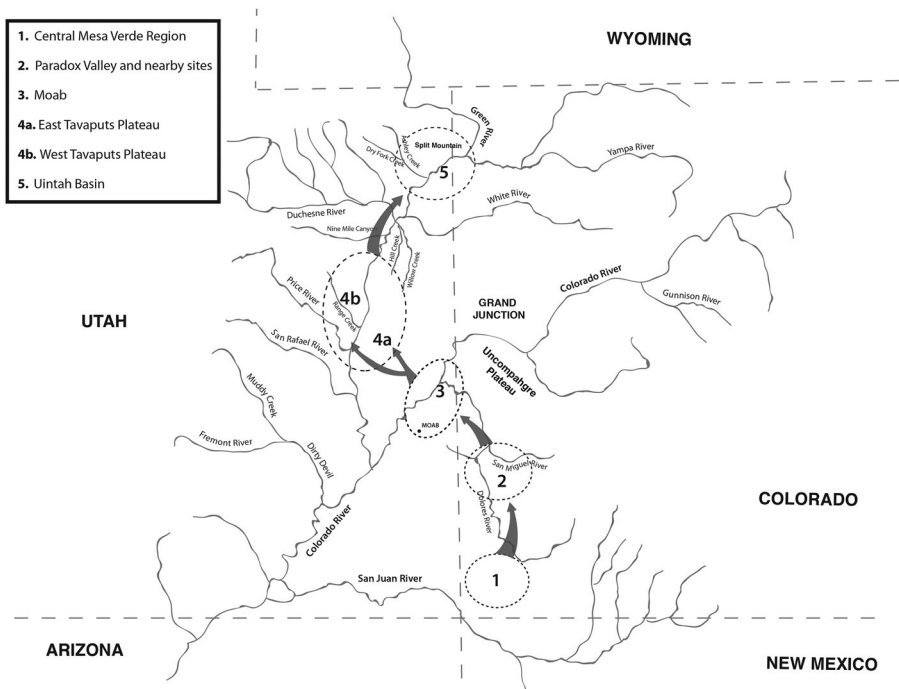 1. Central Mesa Verde Region
2. Paradox Valley and nearby sites
3. Moab
4a. East Tavaputs Plateau
4b. West Tavaputs Plateau
5. Uintah Basin
WYOMING
Green
River
Split Mountain
Ashley Creek
Dry Fork Creek
5
Yampa River
White River
Duchesne River
Nine Mile Canyon
Hill Creek
Willow Creek
Colorado River
Gunnison River
Price River
4b
Range Creek
GRAND
JUNCTION
UTAH
4a
San Rafael River
Uncompahgre
Plateau
3
MOAB
Muddy Creek
Fremont River
Dirty Devil
San Miguel River
2
Dolores River
COLORADO
Colorado River
San Juan River
1
ARIZONA
NEW MEXICO